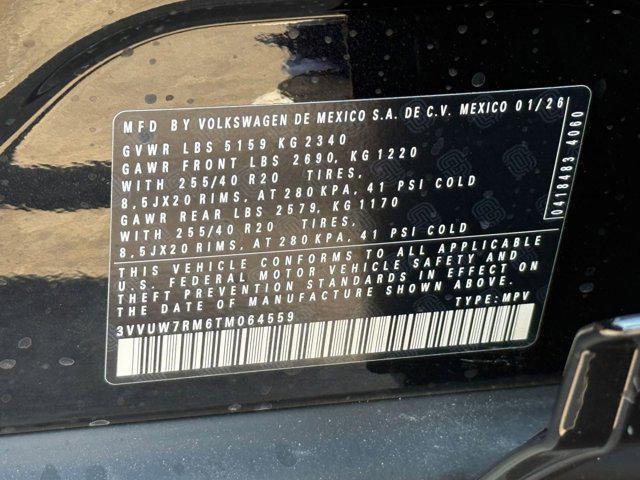 MFD BY VOLKSWAGEN DE MEXICO S.A. DE C.V. MEXICO 01/26
GVWR LBS 5159 KG 2340
GAWR FRONT LBS 2690, KG 1220
WITH 255/40 R20 TIRES,
8,5JX20 RIMS, AT 280 KPA, 41 PSI COLD
GAWR REAR LBS 2579, KG 1170
WITH 255/40 R20 TIRES,
8,5JX20 RIMS, AT 280 KPA, 41 PSI COLD
THIS VEHICLE CONFORMS TO ALL APPLICABLE
U.S. FEDERAL MOTOR VEHICLE SAFETY AND
THEFT PREVENTION STANDARDS IN EFFECT ON
THE DATE OF MANUFACTURE SHOWN ABOVE.
TYPE: MPV
3VVUW7RM6TM064559
04118483 4060